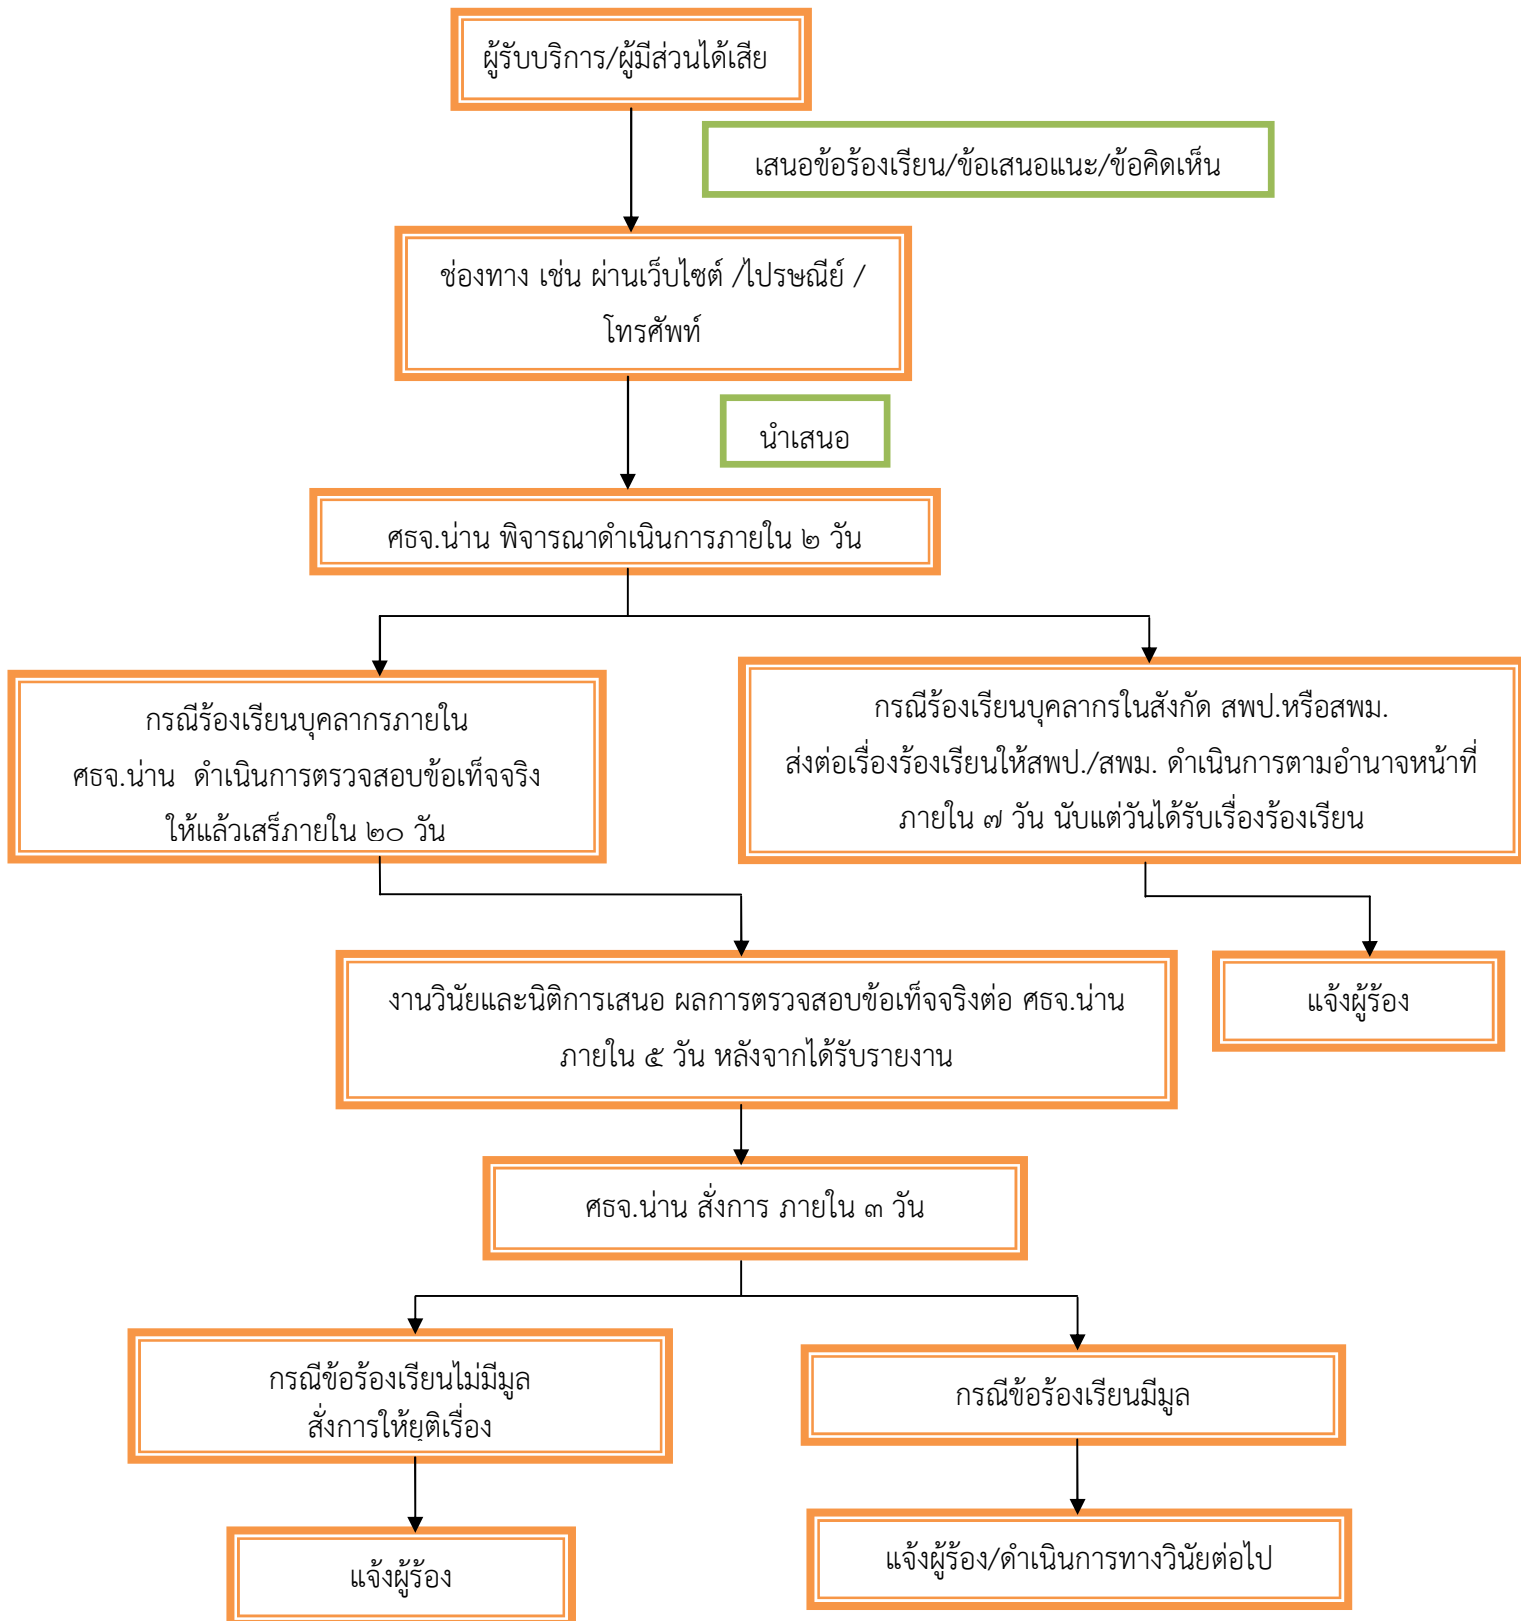 ผู้รับบริการ/ผู้มีส่วนได้เสีย
เสนอข้อร้องเรียน/ข้อเสนอแนะ/ข้อคิดเห็น
ช่องทาง เช่น ผ่านเว็บไซต์ /ไปรษณีย์ /
โทรศัพท์
นำเสนอ
ศธจ.น่าน พิจารณาดำเนินการภายใน ๒ วัน
กรณีร้องเรียนบุคลากรภายใน
ศธจ.น่าน ดำเนินการตรวจสอบข้อเท็จจริง
ให้แล้วเสร็ภายใน ๒๐ วัน
กรณีร้องเรียนบุคลากรในสังกัด สพป.หรือสพม.
ส่งต่อเรื่องร้องเรียนให้สพป./สพม. ดำเนินการตามอำนาจหน้าที่
ภายใน ๗ วัน นับแต่วันได้รับเรื่องร้องเรียน
งานวินัยและนิติการเสนอ ผลการตรวจสอบข้อเท็จจริงต่อ ศธจ.น่าน
ภายใน ๕ วัน หลังจากได้รับรายงาน
แจ้งผู้ร้อง
ศธจ.น่าน สั่งการ ภายใน ๓ วัน
กรณีข้อร้องเรียนไม่มีมูล
สั่งการให้ยุติเรื่อง
กรณีข้อร้องเรียนมีมูล
แจ้งผู้ร้อง
แจ้งผู้ร้อง/ดำเนินการทางวินัยต่อไป